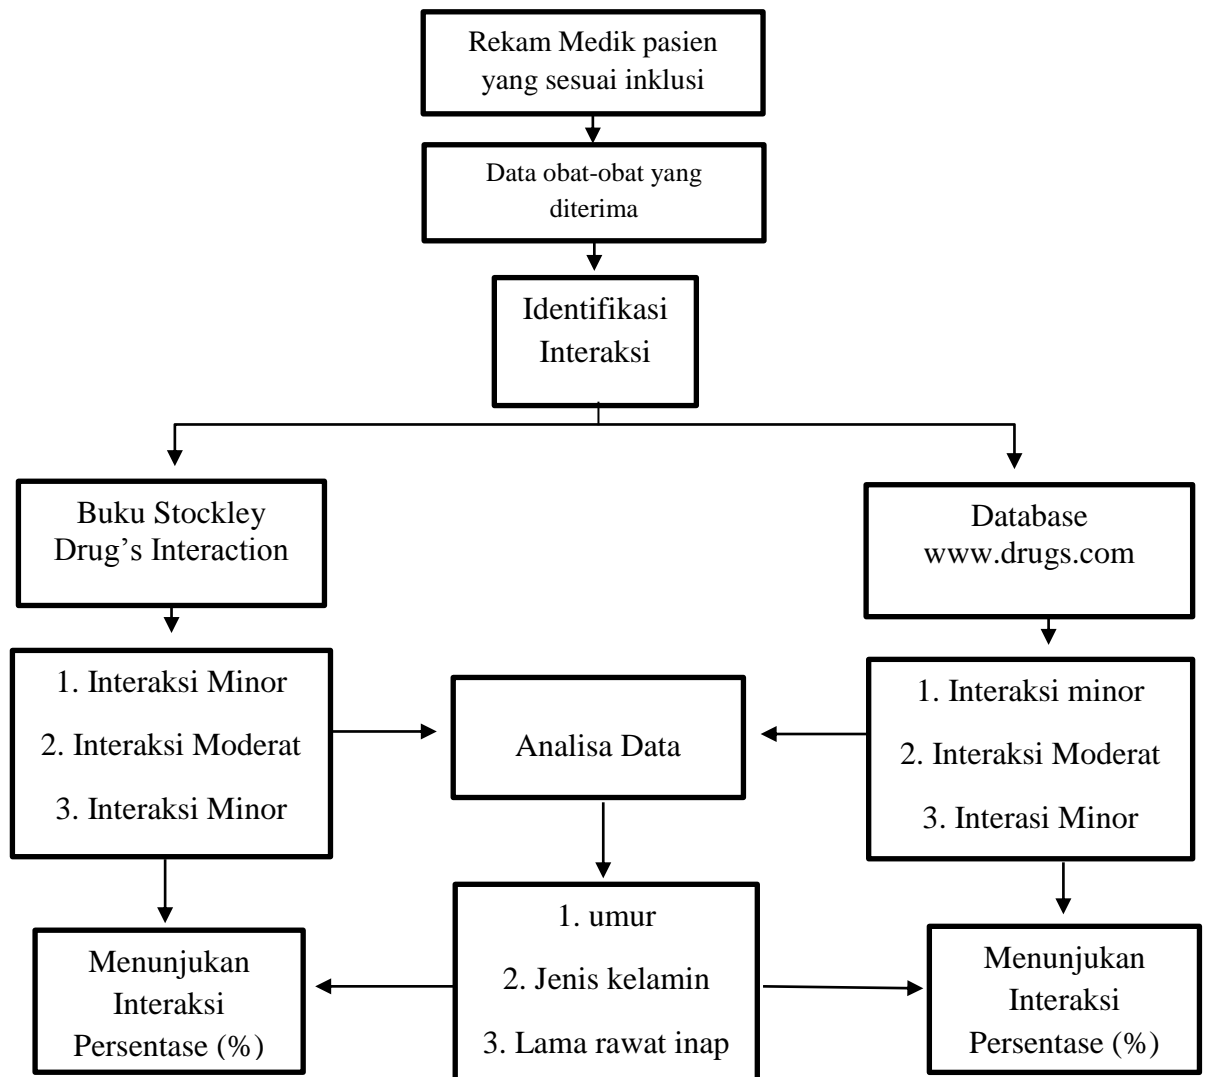 Rekam Medik pasien
yang sesuai inklusi
Data obat-obat yang
diterima
Identifikasi
Interaksi
Buku Stockley
Drug’s Interaction
Database
www.drugs.com
1. Interaksi Minor
2. Interaksi Moderat
3. Interaksi Minor
Analisa Data
1. Interaksi minor
2. Interaksi Moderat
3. Interasi Minor
Menunjukan
Interaksi
Persentase (%)
1. umur
2. Jenis kelamin
3. Lama rawat inap
Menunjukan
Interaksi
Persentase (%)